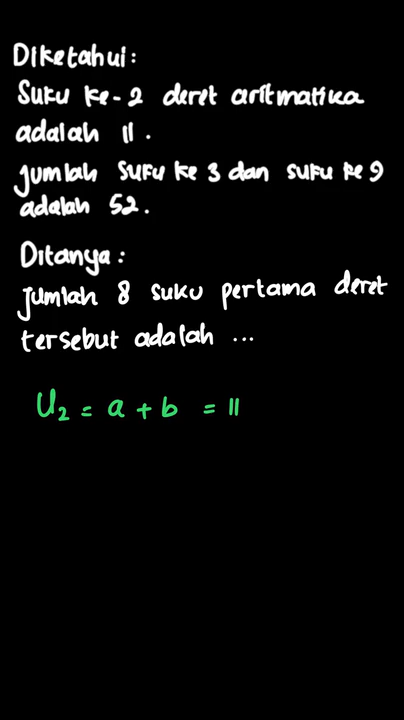 Diketahui:
Suku ke-2 deret aritmatika
adalah 11.
jumlah suku ke 3 dan suku ke 9
adalah 52.
Ditanya:
jumlah 8 suku pertama deret
tersebut adalah ...
U₂ = a + b = 11